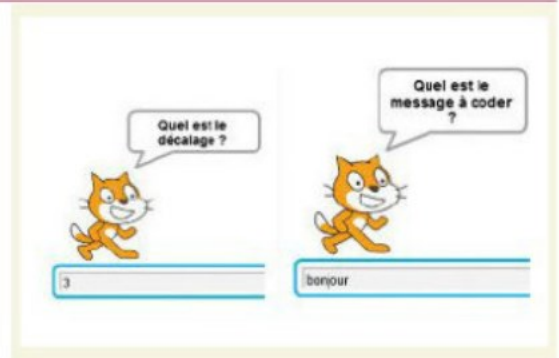 Quel est le
décalage ?
3
Quel est le
message à coder
?
bonjour